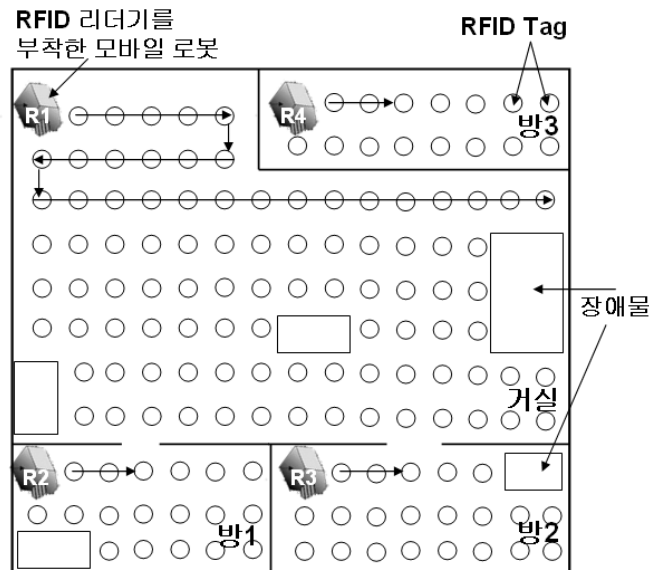 RFID 리더기를
부착한 모바일 로봇
RFID Tag
R1
R4
방3
장애물
거실
R2
R3
방1
방2